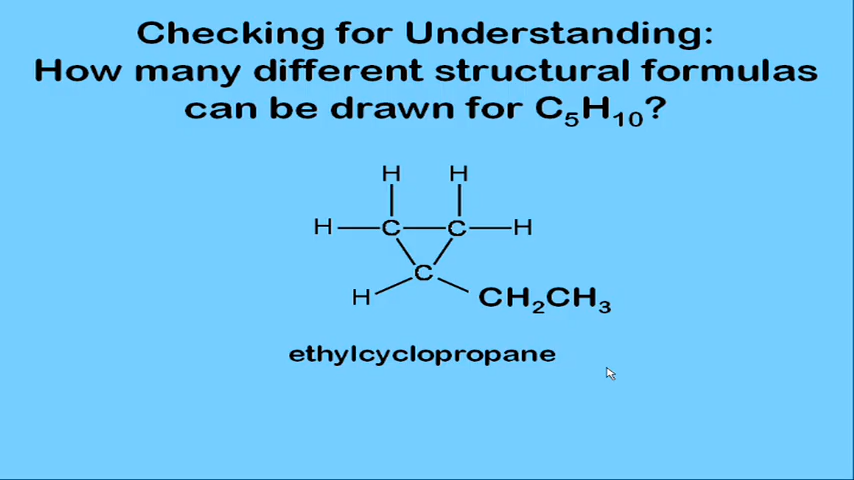 Checking for Understanding:
How many different structural formulas
can be drawn for C₅H₁₀?
H H
H C C H
C
H CH₂CH₃
ethylcyclopropane